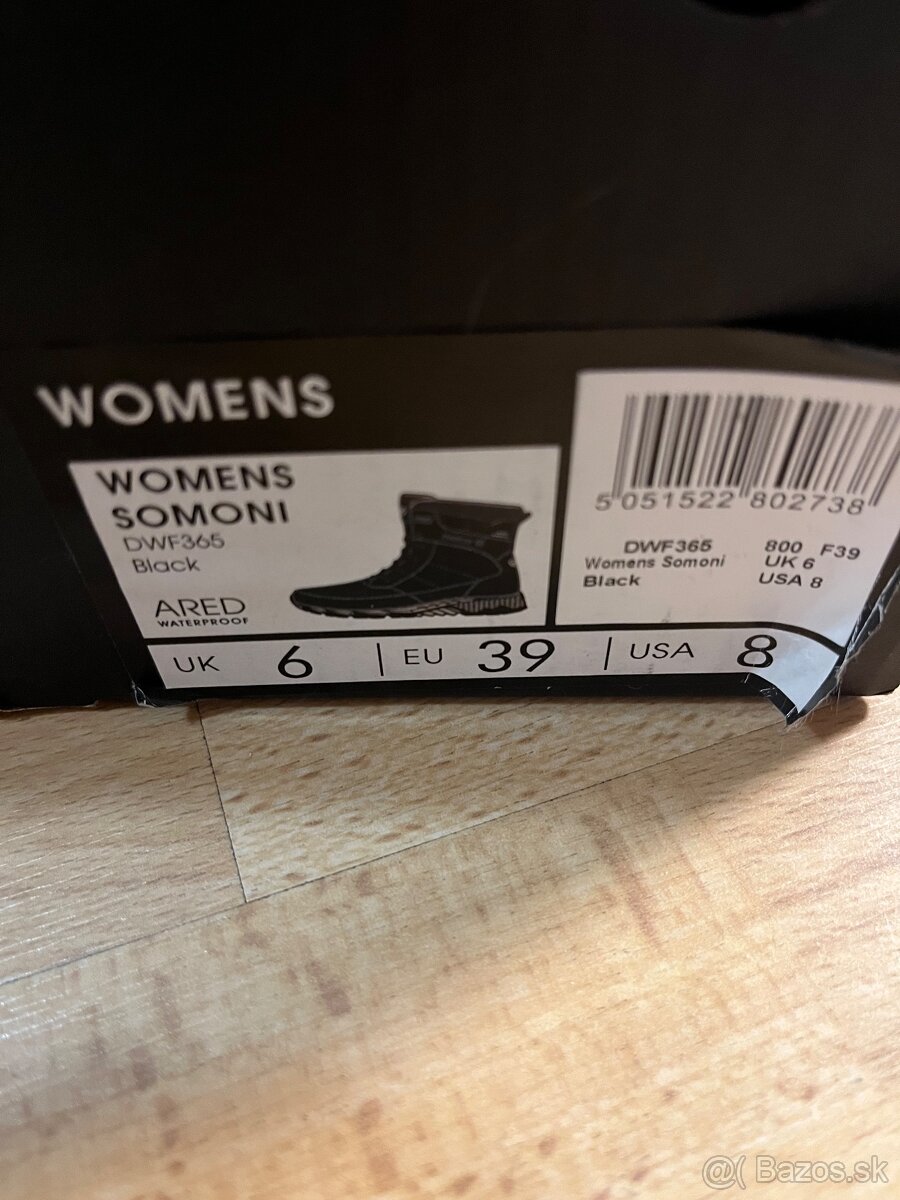 WOMENS
WOMENS
SOMONI
DWF365
Black
ARED
WATERPROOF
UK 6 | EU 39 | USA 8
5 051522 802738
DWF365 800 F39
Womens Somoni UK 6
Black USA 8
@( Bazos.sk